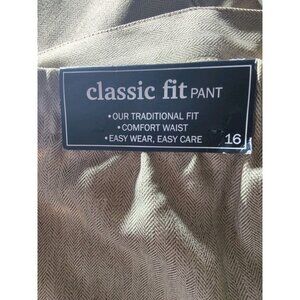 classic fit PANT
•OUR TRADITIONAL FIT
•COMFORT WAIST
•EASY WEAR, EASY CARE
16